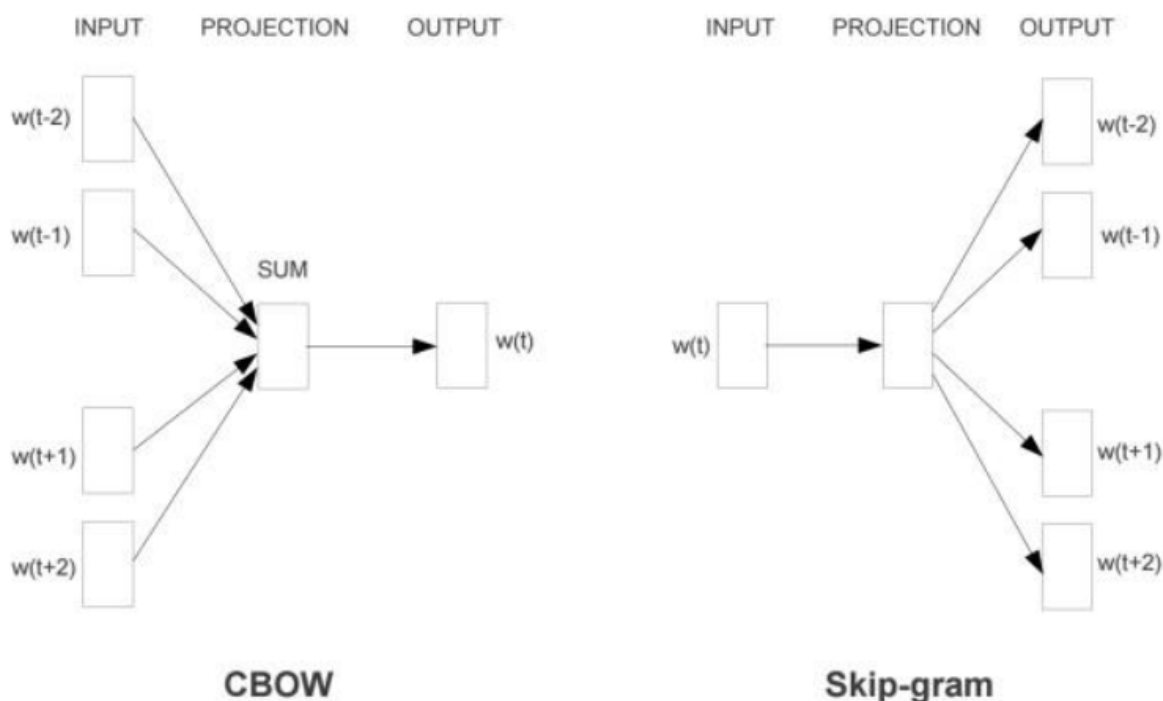 INPUT PROJECTION OUTPUT
w(t-2)
w(t-1)
SUM
w(t)
w(t+1)
w(t+2)
CBOW
INPUT PROJECTION OUTPUT
w(t-2)
w(t-1)
w(t)
w(t+1)
w(t+2)
Skip-gram